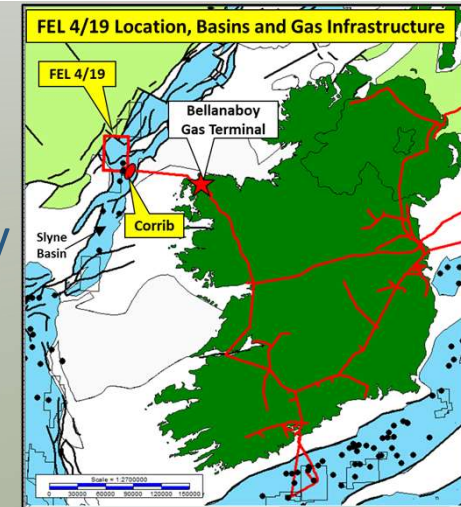 FEL 4/19 Location, Basins and Gas Infrastructure
FEL 4/19
Bellanaboy
Gas Terminal
Corrib
Slyne
Basin
Scale = 1:2700000
0 30000 60000 90000 120000 150000